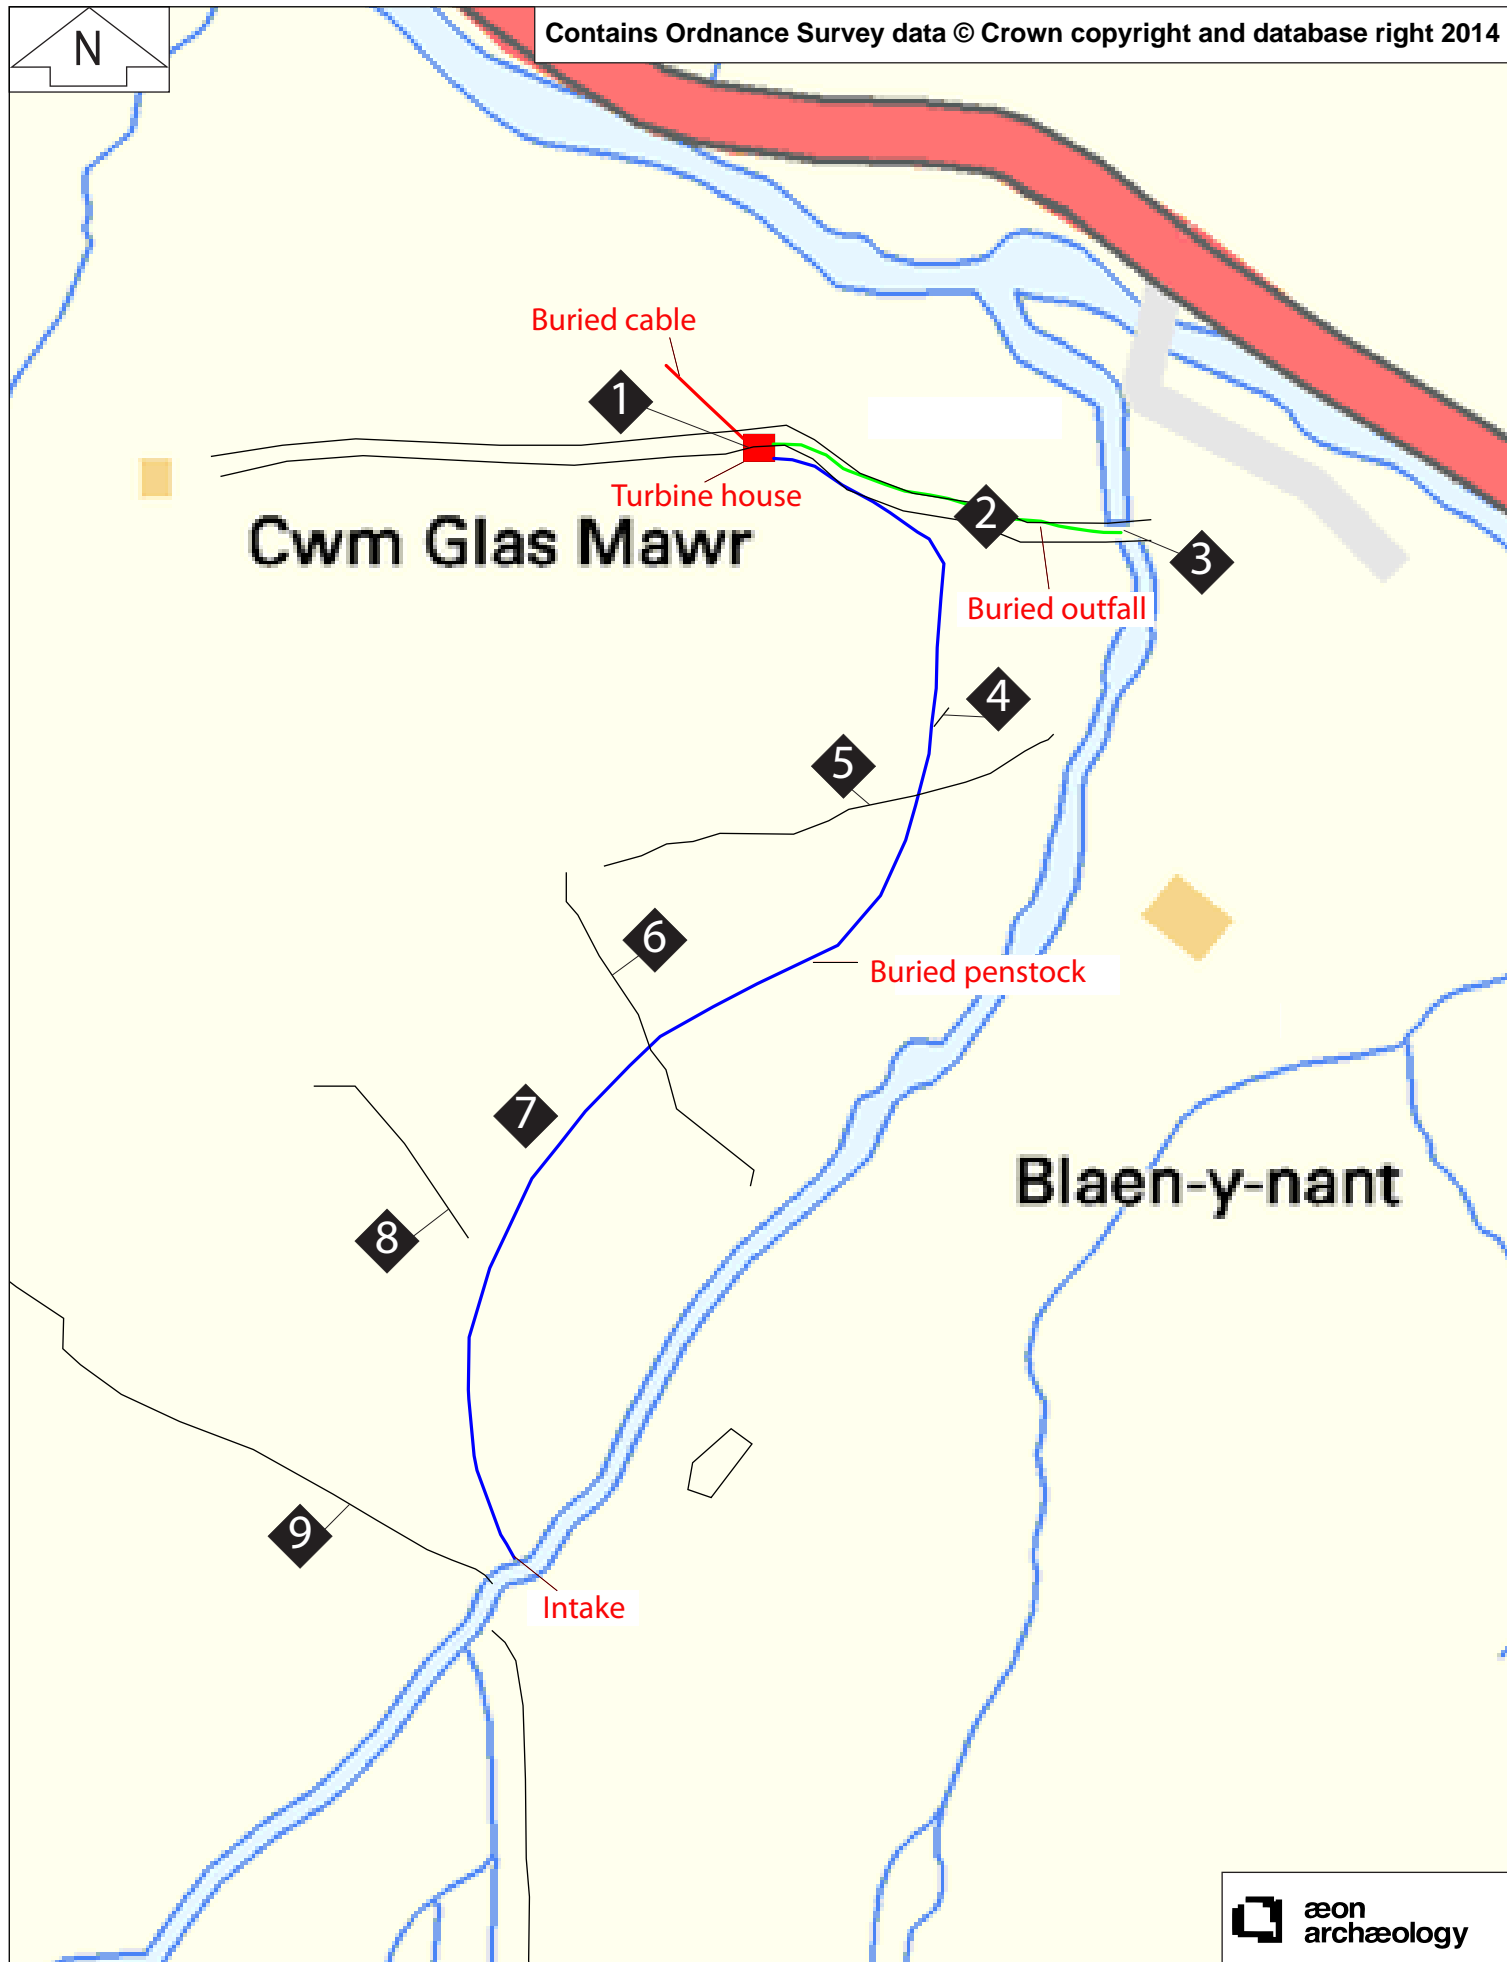 N
Contains Ordnance Survey data © Crown copyright and database right 2014
Buried cable
1
Turbine house
2
Cwm Glas Mawr
3
Buried outfall
4
5
6
Buried penstock
7
Blaen-y-nant
8
9
Intake
æon
archæology